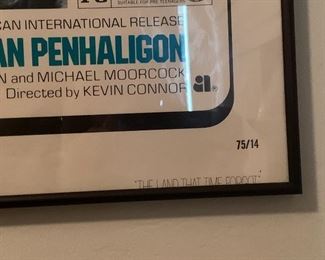 SUITABLE FOR PRE-TEENAGERS
CAN INTERNATIONAL RELEASE
AN PENHALIGON
N and MICHAEL MOORCOCK
Directed by KEVIN CONNOR
75/14
"THE LAND THAT TIME FORGOT"